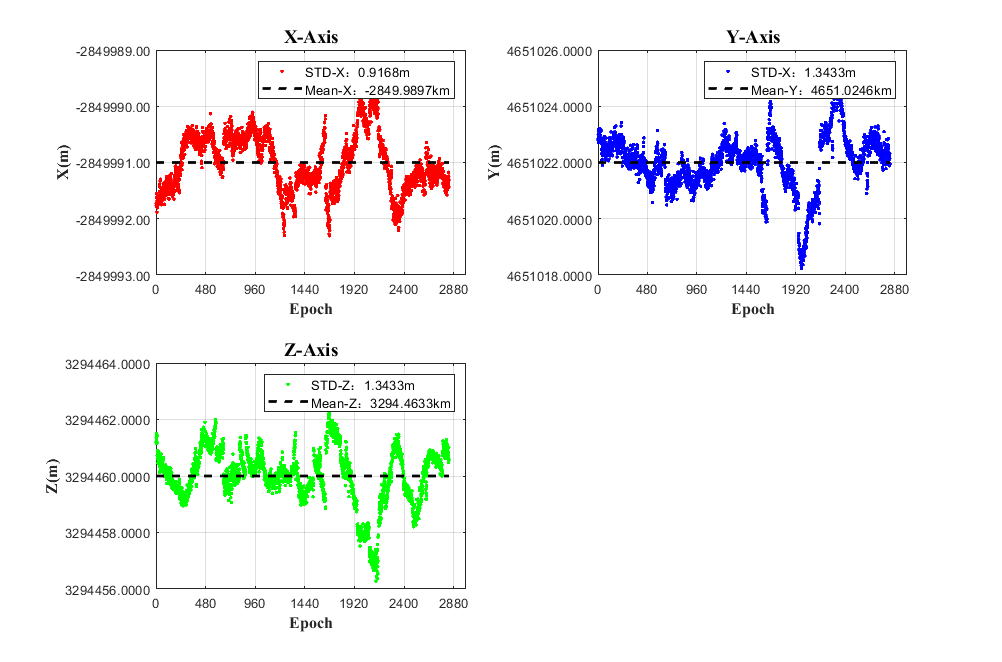 X-Axis
-2849989.00
-2849990.00
-2849991.00
-2849992.00
-2849993.00
X(m)
STD-X：0.9168m
Mean-X：-2849.9897km
0 480 960 1440 1920 2400 2880
Epoch
Y-Axis
4651026.0000
4651024.0000
4651022.0000
4651020.0000
4651018.0000
Y(m)
STD-Y：1.3433m
Mean-Y：4651.0246km
0 480 960 1440 1920 2400 2880
Epoch
Z-Axis
3294464.0000
3294462.0000
3294460.0000
3294458.0000
3294456.0000
Z(m)
STD-Z：1.3433m
Mean-Z：3294.4633km
0 480 960 1440 1920 2400 2880
Epoch